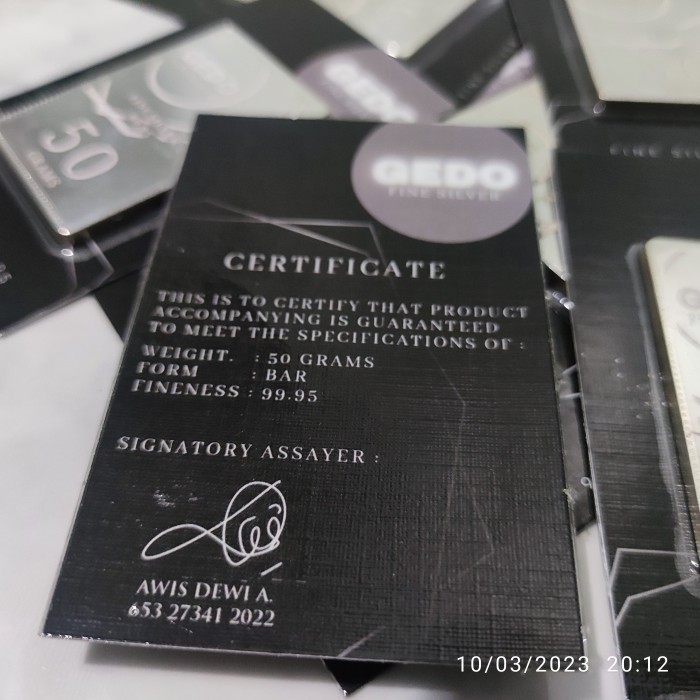 GEDO
50
GRAMS
GEDO
GEDO
FINE SILVER
CERTIFICATE
THIS IS TO CERTIFY THAT PRODUCT
ACCOMPANYING IS GUARANTEED
TO MEET THE SPECIFICATIONS OF :
WEIGHT. : 50 GRAMS
FORM : BAR
FINENESS : 99.95
SIGNATORY ASSAYER :
AWIS DEWI A.
653 27341 2022
10/03/2023 20:12